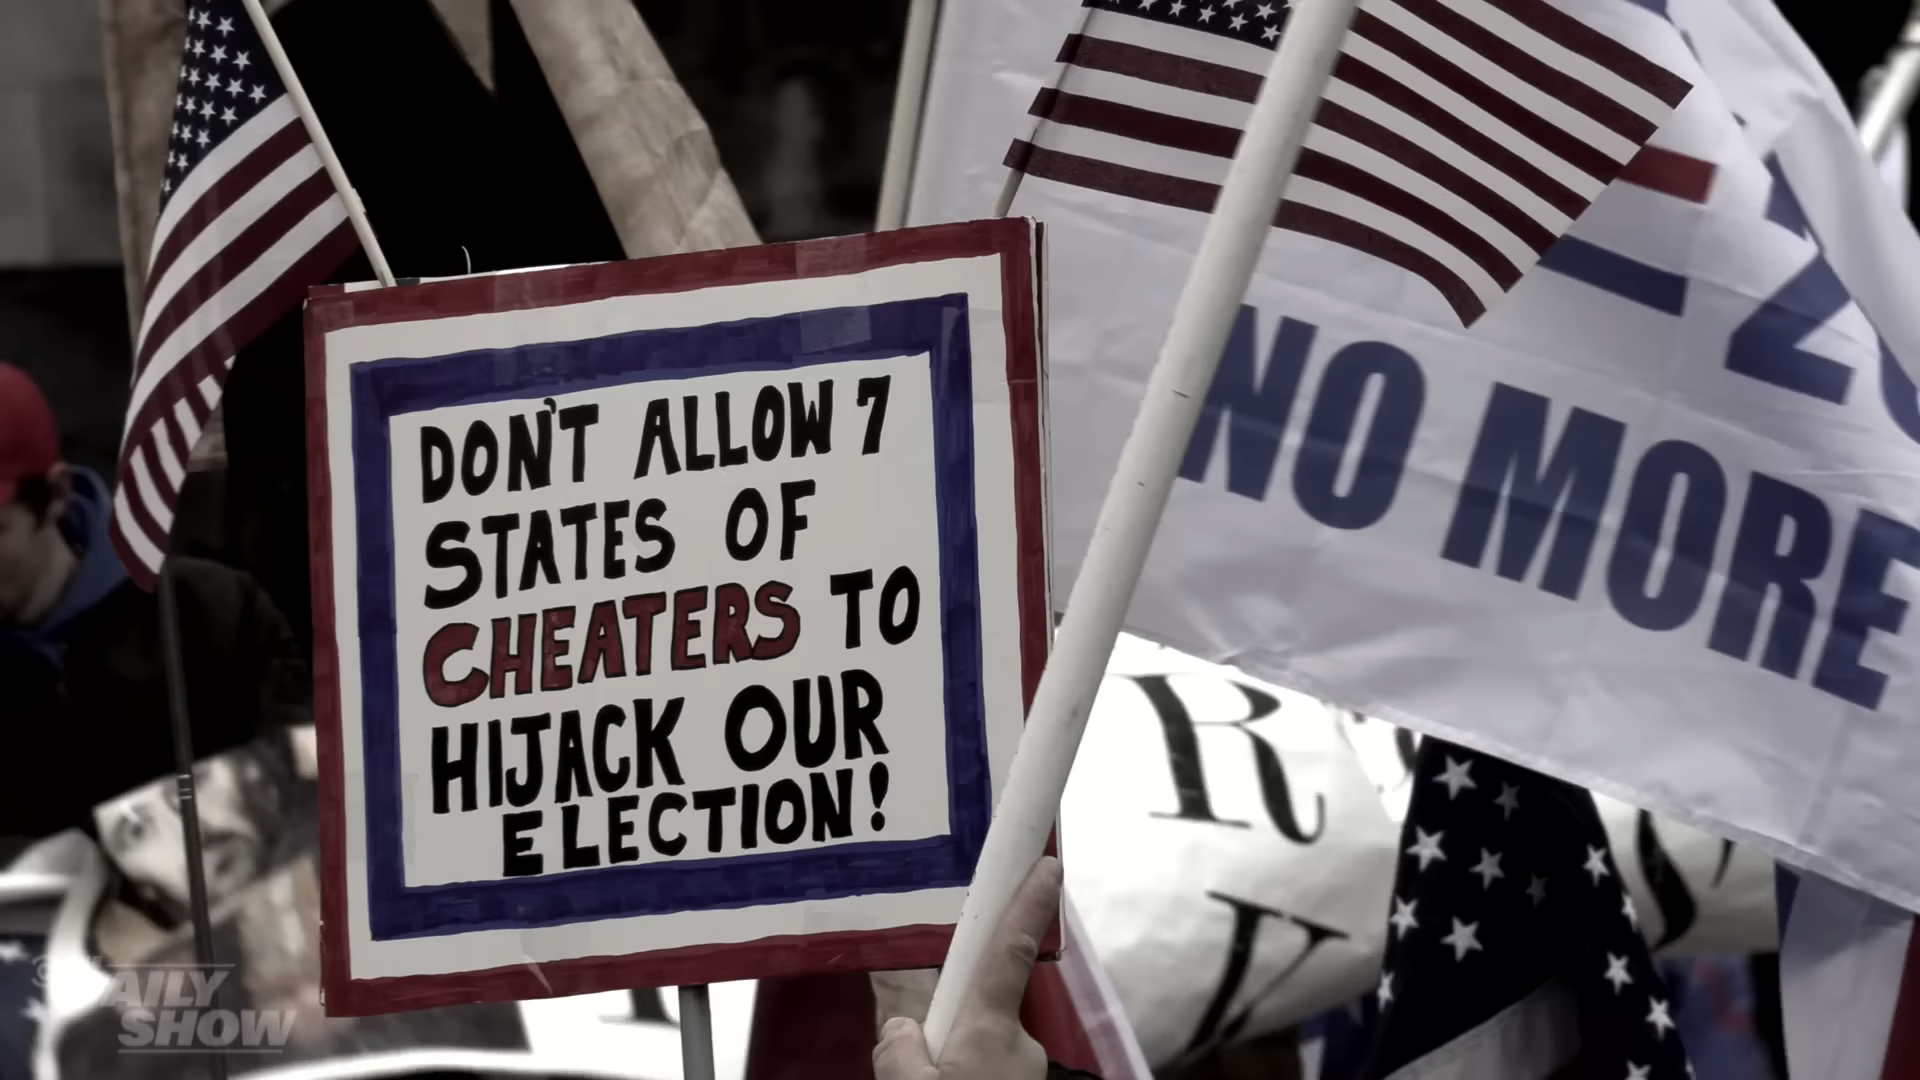 DON'T ALLOW 7
STATES OF
CHEATERS TO
HIJACK OUR
ELECTION!
NO MORE
R
DAILY
SHOW